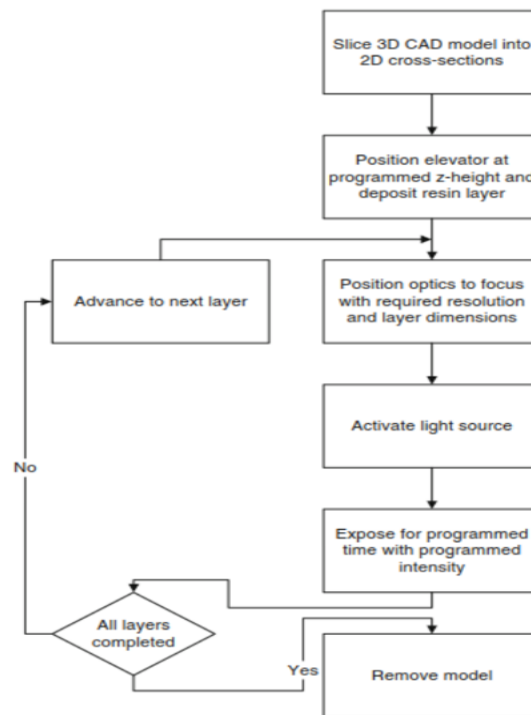 Slice 3D CAD model into
2D cross-sections
Position elevator at
programmed z-height and
deposit resin layer
Advance to next layer
Position optics to focus
with required resolution
and layer dimensions
Activate light source
No
Expose for programmed
time with programmed
intensity
All layers
completed
Yes
Remove model